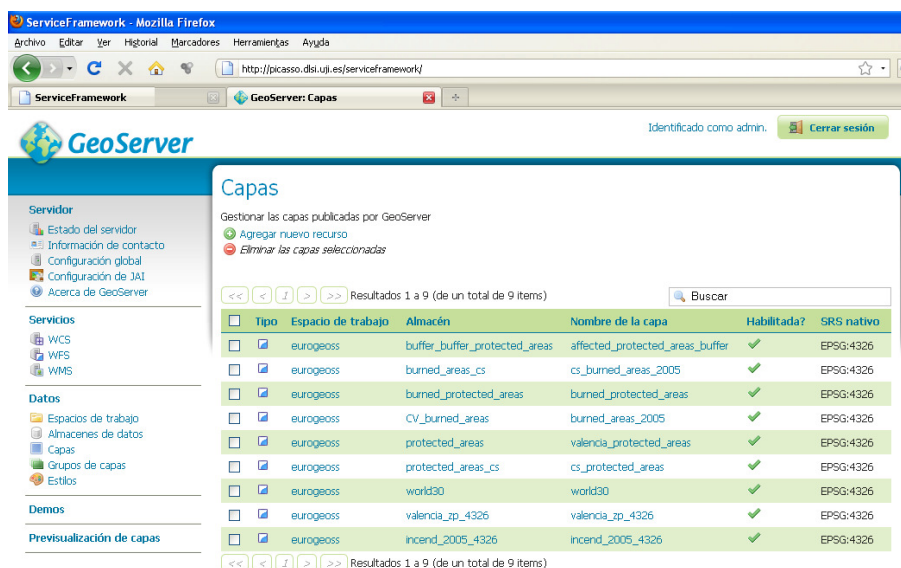 ServiceFramework - Mozilla Firefox
Archivo Editar Ver Historial Marcadores Herramientas Ayuda
http://picasso.dlsi.uji.es/serviceframework/
ServiceFramework GeoServer: Capas
GeoServer
Identificado como admin. Cerrar sesión
Servidor
Estado del servidor
Información de contacto
Configuración global
Configuración de JAI
Acerca de GeoServer
Servicios
WCS
WFS
WMS
Datos
Espacios de trabajo
Almacenes de datos
Capas
Grupos de capas
Estilos
Demos
Previsualización de capas
Capas
Gestionar las capas publicadas por GeoServer
Agregar nuevo recurso
Eliminar las capas seleccionadas
<< < 1 > >> Resultados 1 a 9 (de un total de 9 items) Buscar
Tipo Espacio de trabajo Almacén Nombre de la capa Habilitada? SRS nativo
eurogeoss buffer_buffer_protected_areas affected_protected_areas_buffer EPSG:4326
eurogeoss burned_areas_cs cs_burned_areas_2005 EPSG:4326
eurogeoss burned_protected_areas burned_protected_areas EPSG:4326
eurogeoss CV_burned_areas burned_areas_2005 EPSG:4326
eurogeoss protected_areas valencia_protected_areas EPSG:4326
eurogeoss protected_areas_cs cs_protected_areas EPSG:4326
eurogeoss world30 world30 EPSG:4326
eurogeoss valencia_zp_4326 valencia_zp_4326 EPSG:4326
eurogeoss incend_2005_4326 incend_2005_4326 EPSG:4326
<< < 1 > >> Resultados 1 a 9 (de un total de 9 items)